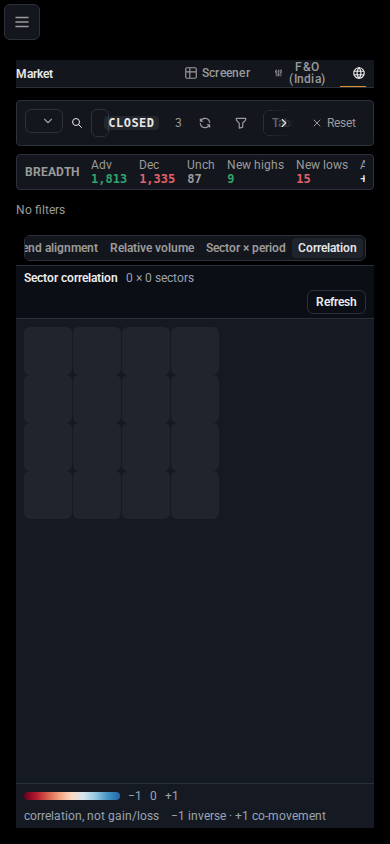 Market
Screener
F&O
(India)
CLOSED
3
Reset
BREADTH
Adv
1,813
Dec
1,335
Unch
87
New highs
9
New lows
15
No filters
end alignment
Relative volume
Sector × period
Correlation
Sector correlation 0 × 0 sectors
Refresh
−1 0 +1
correlation, not gain/loss −1 inverse · +1 co-movement